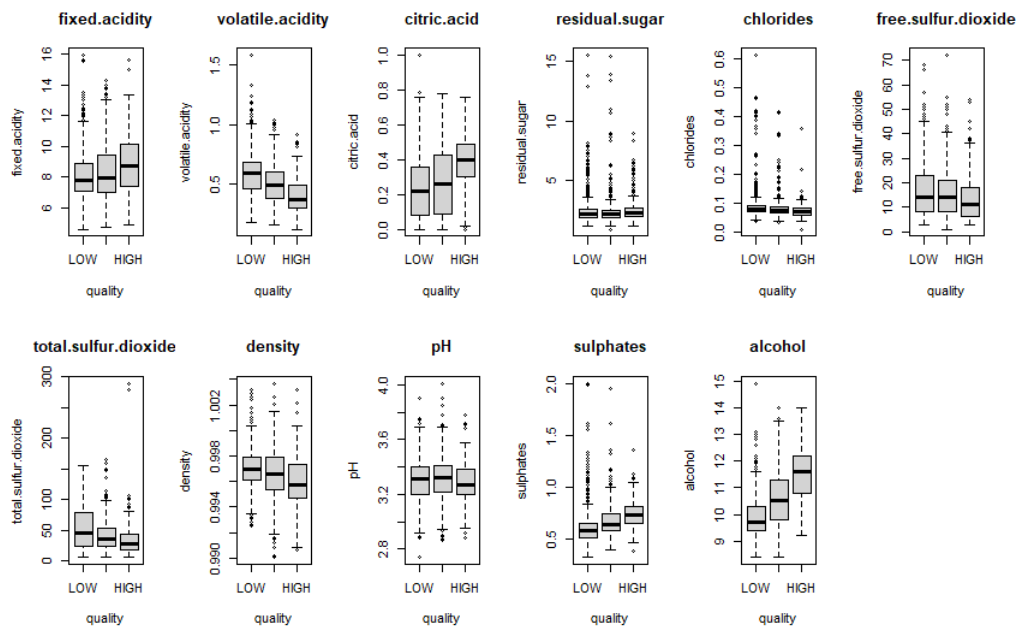 fixed.acidity
volatile.acidity
citric.acid
residual.sugar
chlorides
free.sulfur.dioxide
fixed.acidity
6
8
10
12
14
16
LOW
HIGH
quality
volatile.acidity
0.5
1.0
1.5
LOW
HIGH
quality
citric.acid
0.0
0.2
0.4
0.6
0.8
1.0
LOW
HIGH
quality
residual.sugar
5
10
15
LOW
HIGH
quality
chlorides
0.0
0.1
0.2
0.3
0.4
0.5
0.6
LOW
HIGH
quality
free.sulfur.dioxide
0
10
20
30
40
50
60
70
LOW
HIGH
quality
total.sulfur.dioxide
density
pH
sulphates
alcohol
total.sulfur.dioxide
0
50
100
200
300
LOW
HIGH
quality
density
0.990
0.994
0.998
1.002
LOW
HIGH
quality
pH
2.8
3.2
3.6
4.0
LOW
HIGH
quality
sulphates
0.5
1.0
1.5
2.0
LOW
HIGH
quality
alcohol
9
10
11
12
13
14
15
LOW
HIGH
quality